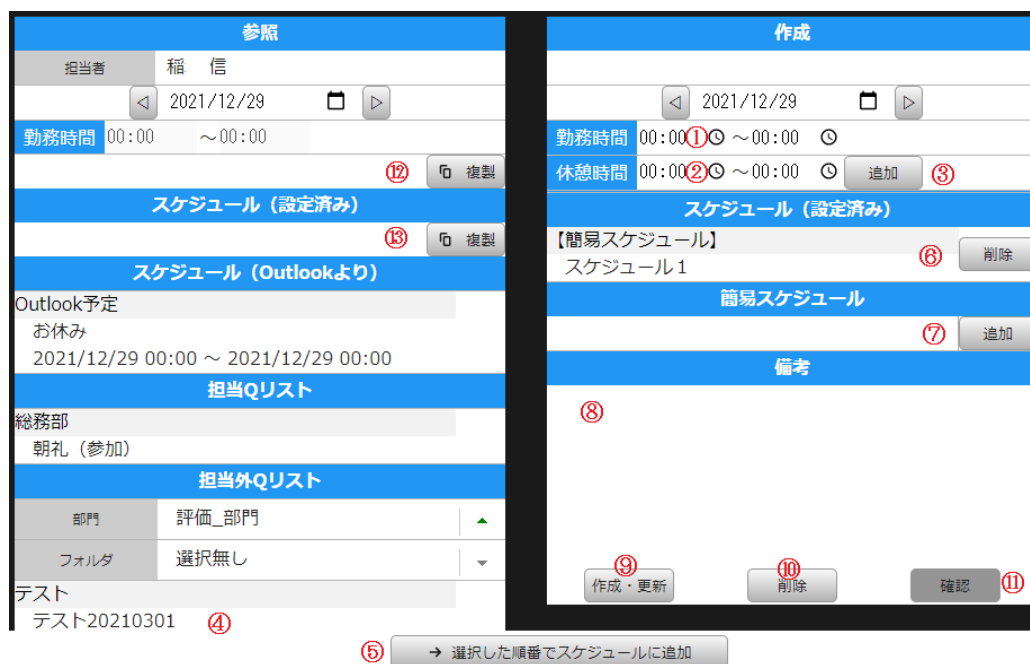 参照
担当者 稲 信
◁ 2021/12/29 ▷
勤務時間 00:00 ～00:00
⑫ 複製
スケジュール（設定済み）
⑬ 複製
スケジュール（Outlookより）
Outlook予定
お休み
2021/12/29 00:00 ～ 2021/12/29 00:00
担当Qリスト
総務部
朝礼（参加）
担当外Qリスト
部門 評価_部門
フォルダ 選択無し
テスト
テスト20210301 ④
作成
◁ 2021/12/29 ▷
勤務時間 00:00 ① ～00:00
休憩時間 00:00 ② ～00:00 追加 ③
スケジュール（設定済み）
【簡易スケジュール】
スケジュール１
⑥ 削除
簡易スケジュール
⑦ 追加
備考
⑧
⑨ 作成・更新 ⑩ 削除 確認 ⑪
⑤ → 選択した順番でスケジュールに追加